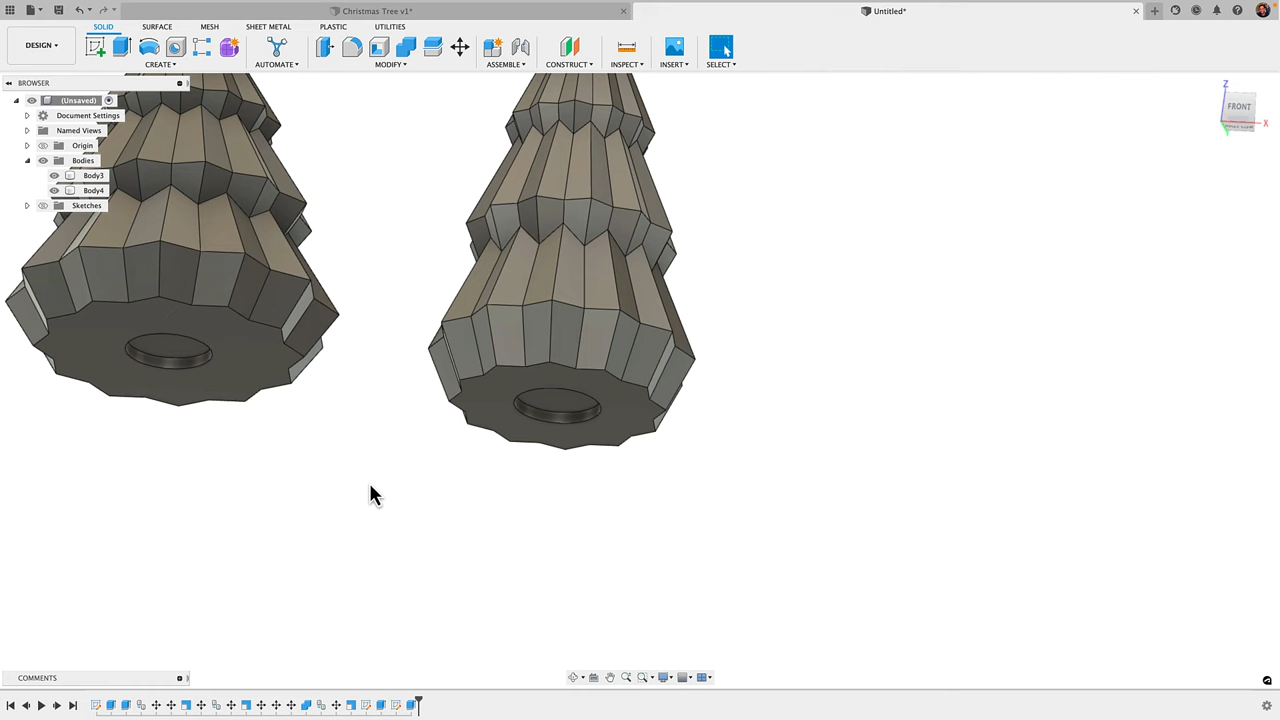 Christmas Tree v1*
Untitled*
DESIGN
SOLID
SURFACE
MESH
SHEET METAL
PLASTIC
UTILITIES
CREATE
AUTOMATE
MODIFY
ASSEMBLE
CONSTRUCT
INSPECT
INSERT
SELECT
BROWSER
(Unsaved)
Document Settings
Named Views
Origin
Bodies
Body3
Body4
Sketches
Z
FRONT
X
COMMENTS